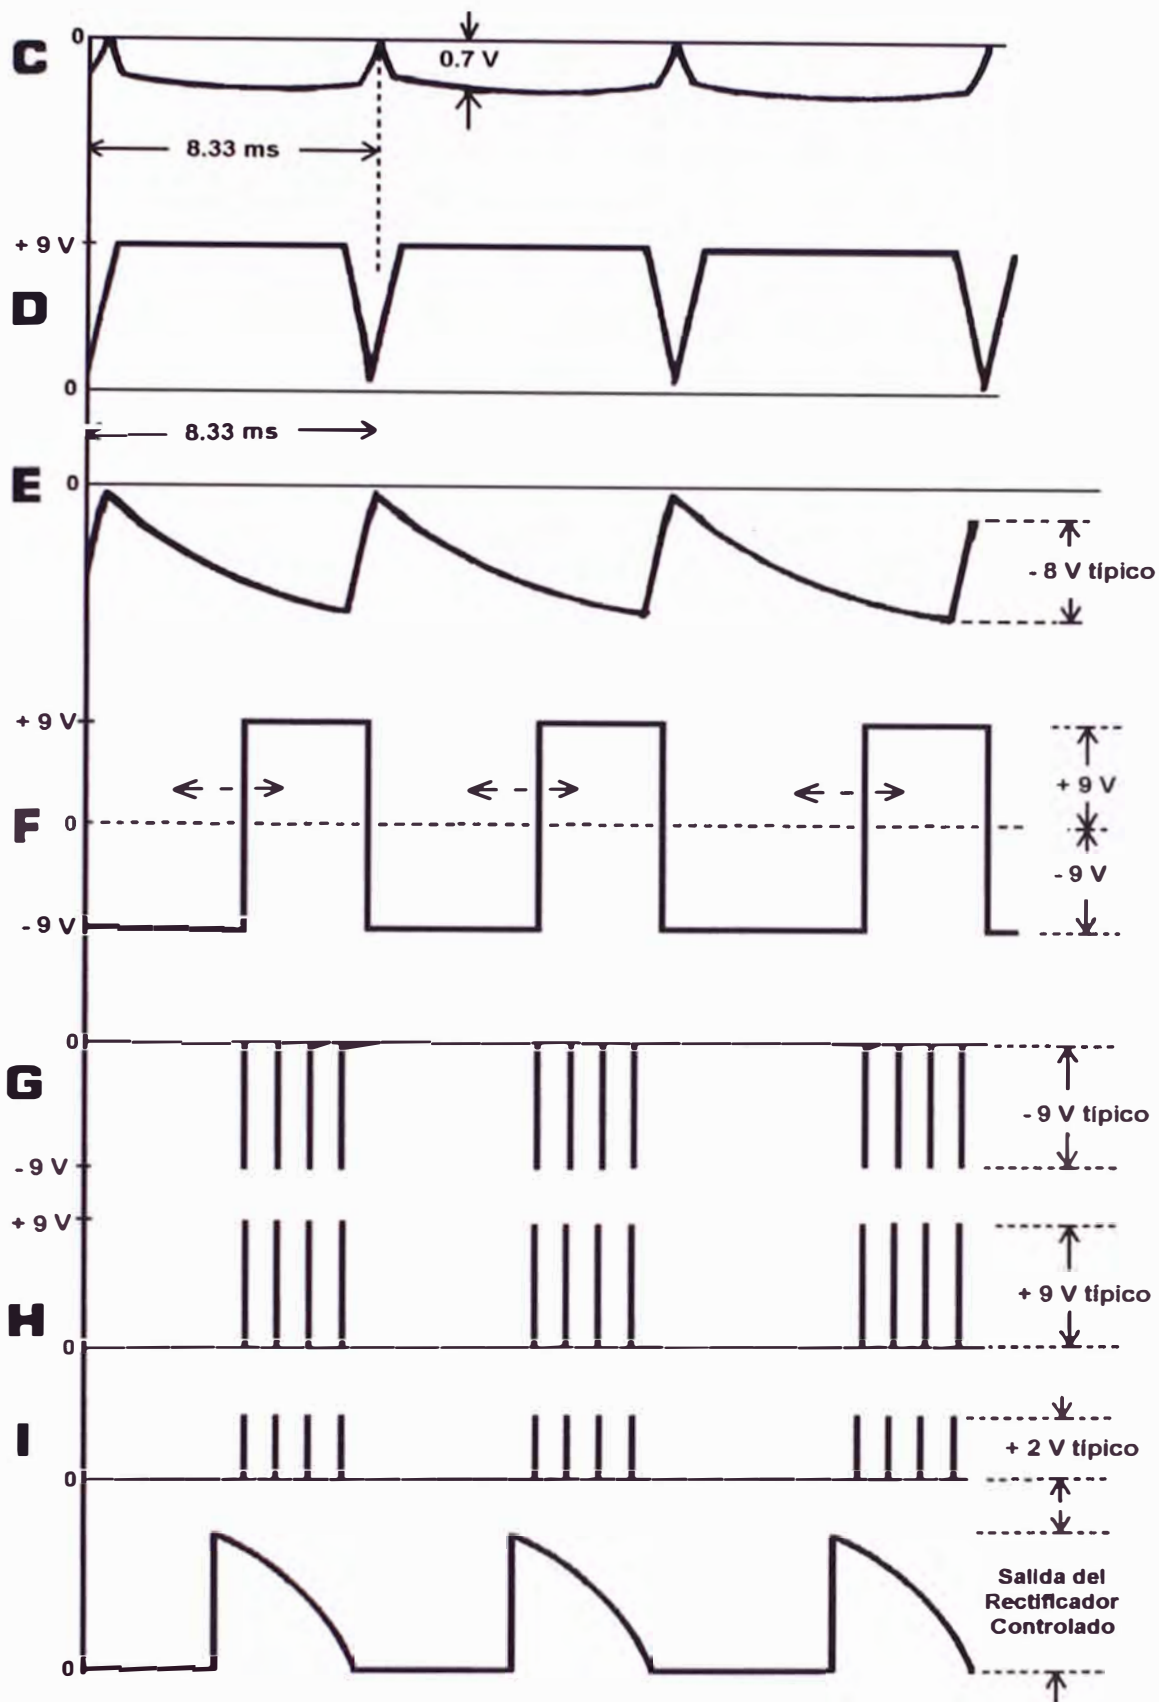 C
0
0.7 V
8.33 ms
+ 9 V
D
0
8.33 ms
E
0
- 8 V típico
+ 9 V
F
0
- 9 V
+ 9 V
- 9 V
0
G
- 9 V
- 9 V típico
+ 9 V
H
0
+ 9 V típico
I
0
+ 2 V típico
Salida del
Rectificador
Controlado
0